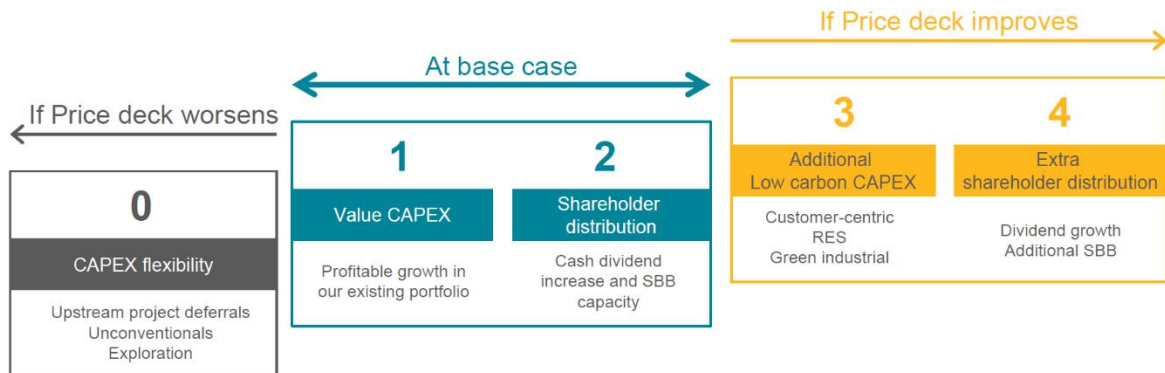 If Price deck worsens
0
CAPEX flexibility
Upstream project deferrals
Unconventionals
Exploration
At base case
1
Value CAPEX
Profitable growth in
our existing portfolio
2
Shareholder
distribution
Cash dividend
increase and SBB
capacity
If Price deck improves
3
Additional
Low carbon CAPEX
Customer-centric
RES
Green industrial
4
Extra
shareholder distribution
Dividend growth
Additional SBB